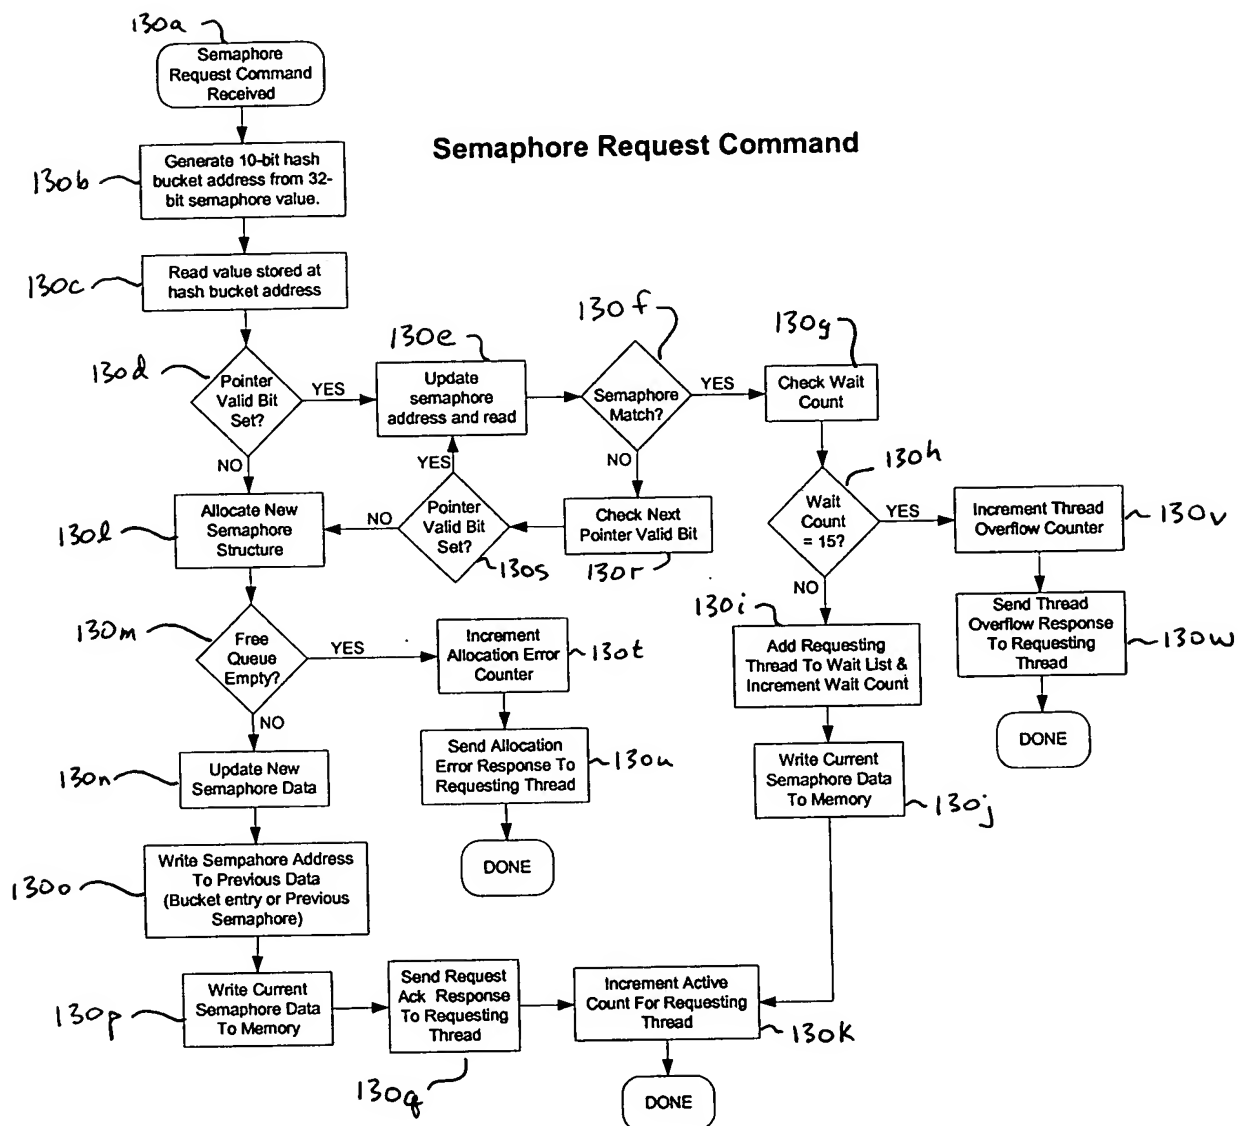 130a
Semaphore
Request Command
Received
Semaphore Request Command
130b
Generate 10-bit hash
bucket address from 32-
bit semaphore value.
130c
Read value stored at
hash bucket address
130d
Pointer
Valid Bit
Set?
YES
NO
130e
Update
semaphore
address and read
130f
Semaphore
Match?
YES
NO
130g
Check Wait
Count
130h
Wait
Count
= 15?
YES
NO
Increment Thread
Overflow Counter
130v
Send Thread
Overflow Response
To Requesting
Thread
130w
DONE
130l
Allocate New
Semaphore
Structure
YES
NO
Pointer
Valid Bit
Set?
130s
Check Next
Pointer Valid Bit
130r
130m
Free
Queue
Empty?
YES
NO
Increment
Allocation Error
Counter
130t
Send Allocation
Error Response To
Requesting Thread
130u
DONE
130i
Add Requesting
Thread To Wait List &
Increment Wait Count
Write Current
Semaphore Data
To Memory
130j
130n
Update New
Semaphore Data
130o
Write Sempahore Address
To Previous Data
(Bucket entry or Previous
Semaphore)
130p
Write Current
Semaphore Data
To Memory
Send Request
Ack Response
To Requesting
Thread
130q
Increment Active
Count For Requesting
Thread
130k
DONE